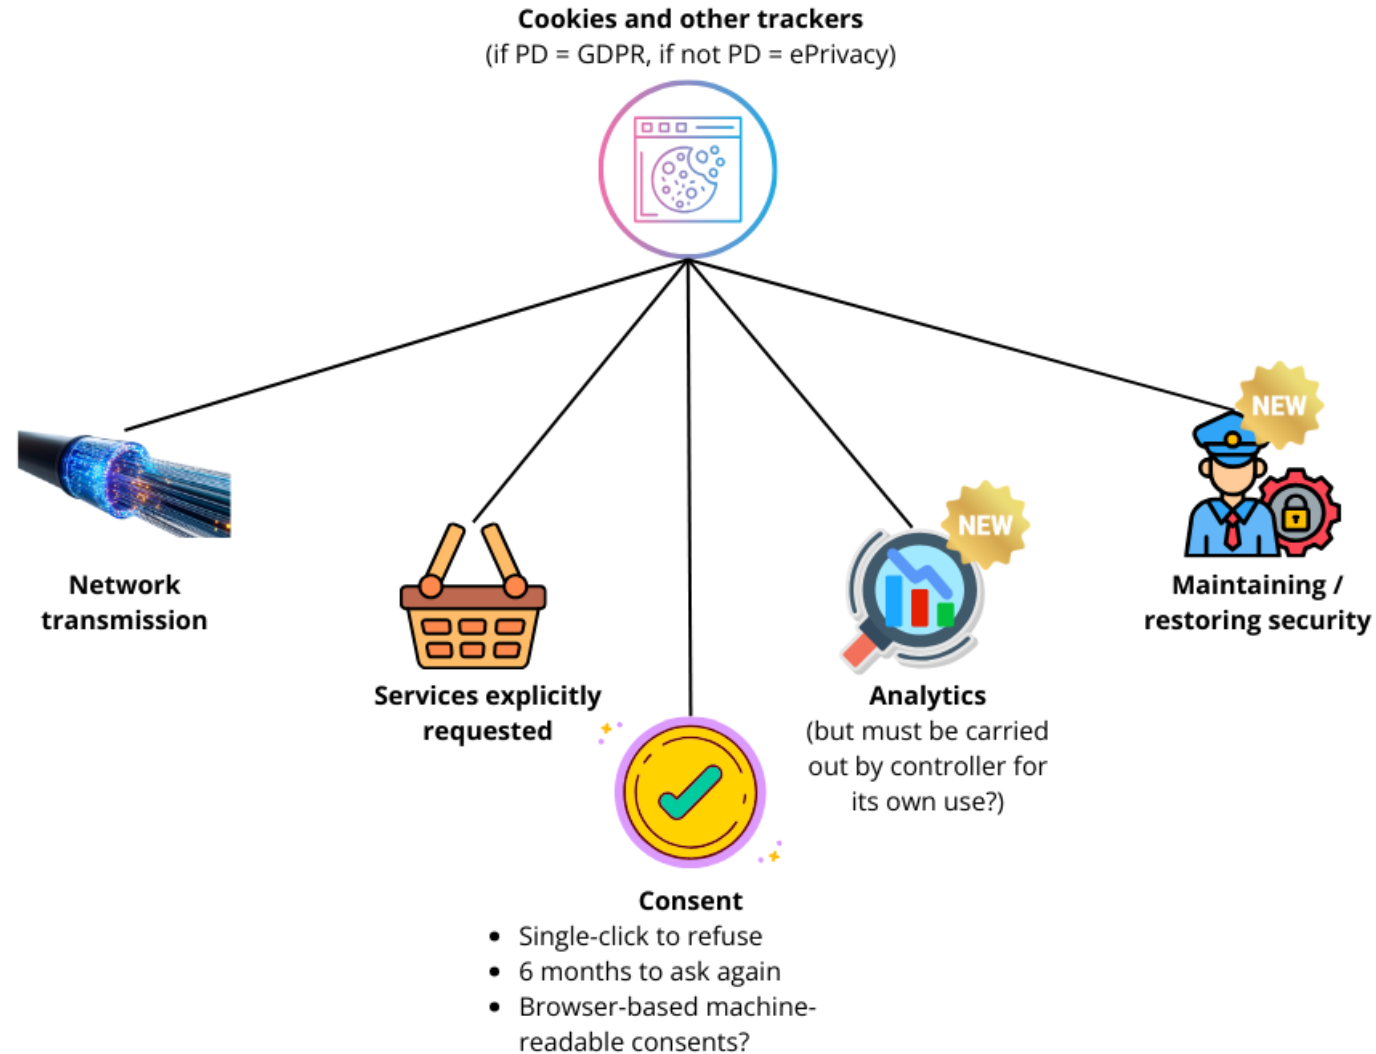 Cookies and other trackers
(if PD = GDPR, if not PD = ePrivacy)
NEW
Maintaining /
restoring security
NEW
Network
transmission
Services explicitly
requested
Analytics
(but must be carried
out by controller for
its own use?)
Consent
• Single-click to refuse
• 6 months to ask again
• Browser-based machine-
readable consents?